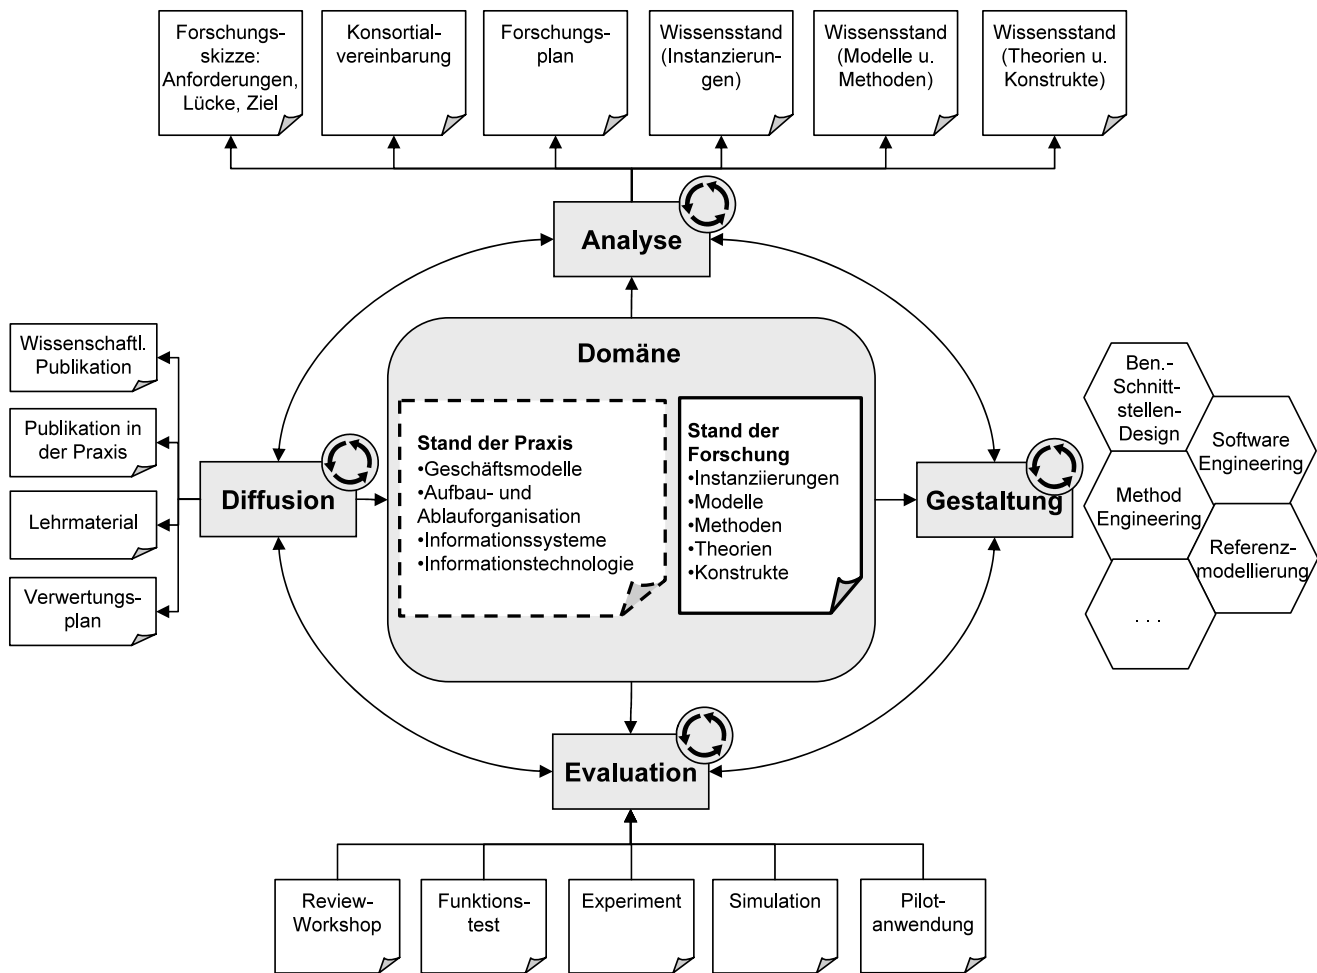 Forschungs-
skizze:
Anforderungen,
Lücke, Ziel
Konsortial-
vereinbarung
Forschungs-
plan
Wissensstand
(Instanzierun-
gen)
Wissensstand
(Modelle u.
Methoden)
Wissensstand
(Theorien u.
Konstrukte)
Analyse
Domäne
Stand der Praxis
•Geschäftsmodelle
•Aufbau- und
Ablauforganisation
•Informationssysteme
•Informationstechnologie
Stand der
Forschung
•Instanziierungen
•Modelle
•Methoden
•Theorien
•Konstrukte
Wissenschaftl.
Publikation
Publikation in
der Praxis
Lehrmaterial
Verwertungs-
plan
Diffusion
Gestaltung
Ben.-
Schnitt-
stellen-
Design
Software
Engineering
Method
Engineering
Referenz-
modellierung
. . .
Evaluation
Review-
Workshop
Funktions-
test
Experiment
Simulation
Pilot-
anwendung